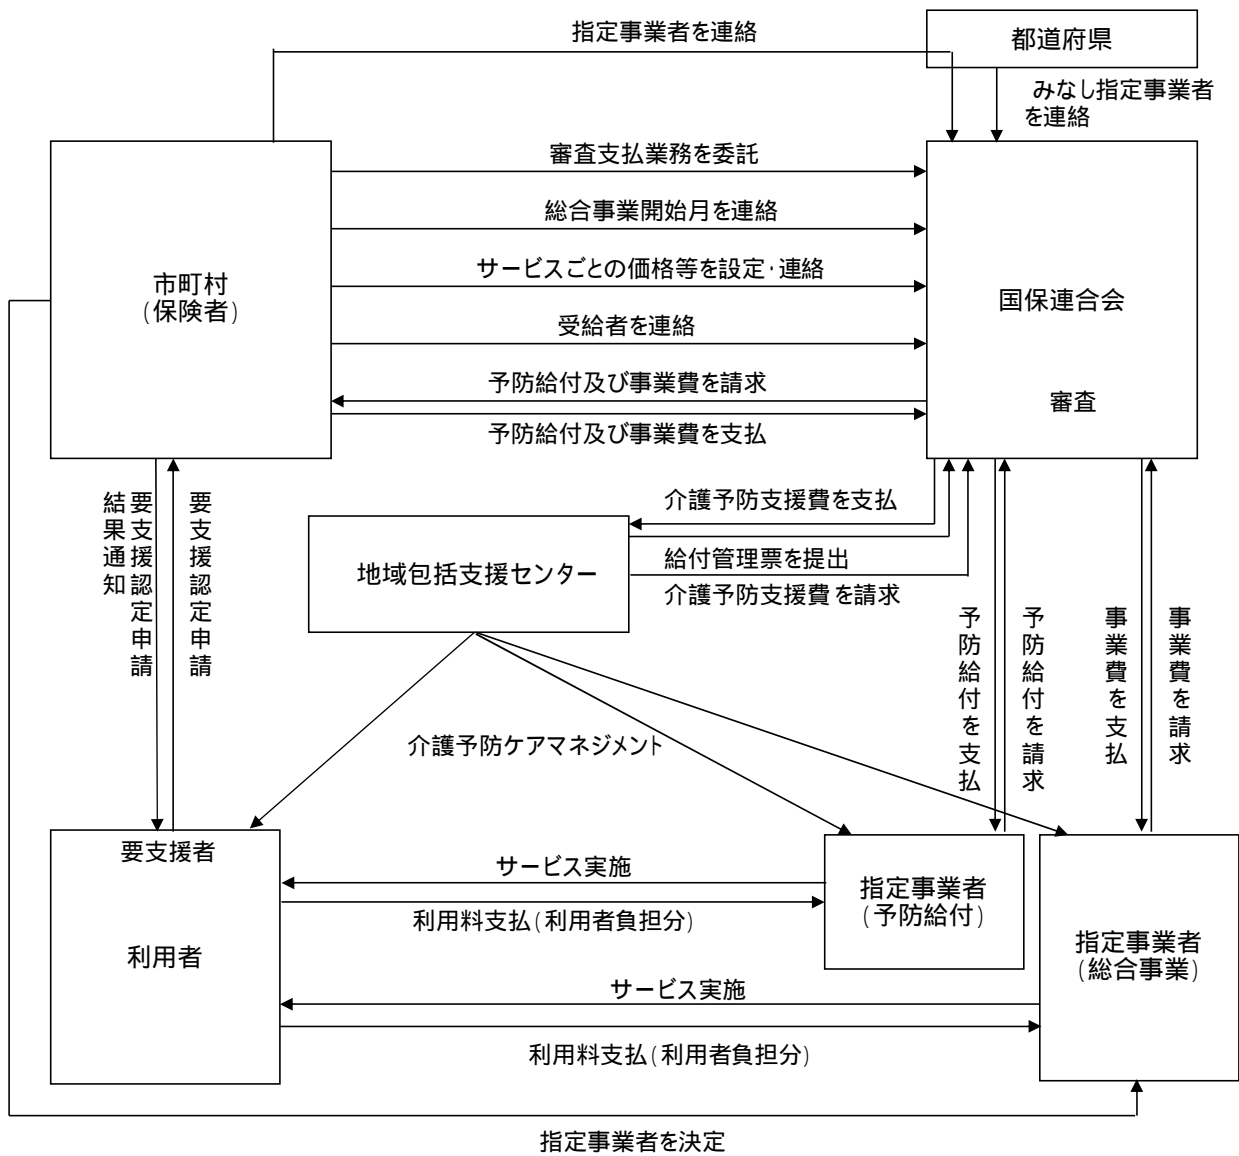 指定事業者を連絡
都道府県
みなし指定事業者
を連絡
審査支払業務を委託
総合事業開始月を連絡
サービスごとの価格等を設定・連絡
市町村
(保険者)
国保連合会
受給者を連絡
予防給付及び事業費を請求
審査
予防給付及び事業費を支払
要支援認定申請
結果通知
要支援認定申請
介護予防支援費を支払
地域包括支援センター
給付管理票を提出
介護予防支援費を請求
予防給付を支払
予防給付を請求
事業費を支払
事業費を請求
介護予防ケアマネジメント
要支援者
利用者
サービス実施
利用料支払(利用者負担分)
指定事業者
(予防給付)
指定事業者
(総合事業)
サービス実施
利用料支払(利用者負担分)
指定事業者を決定